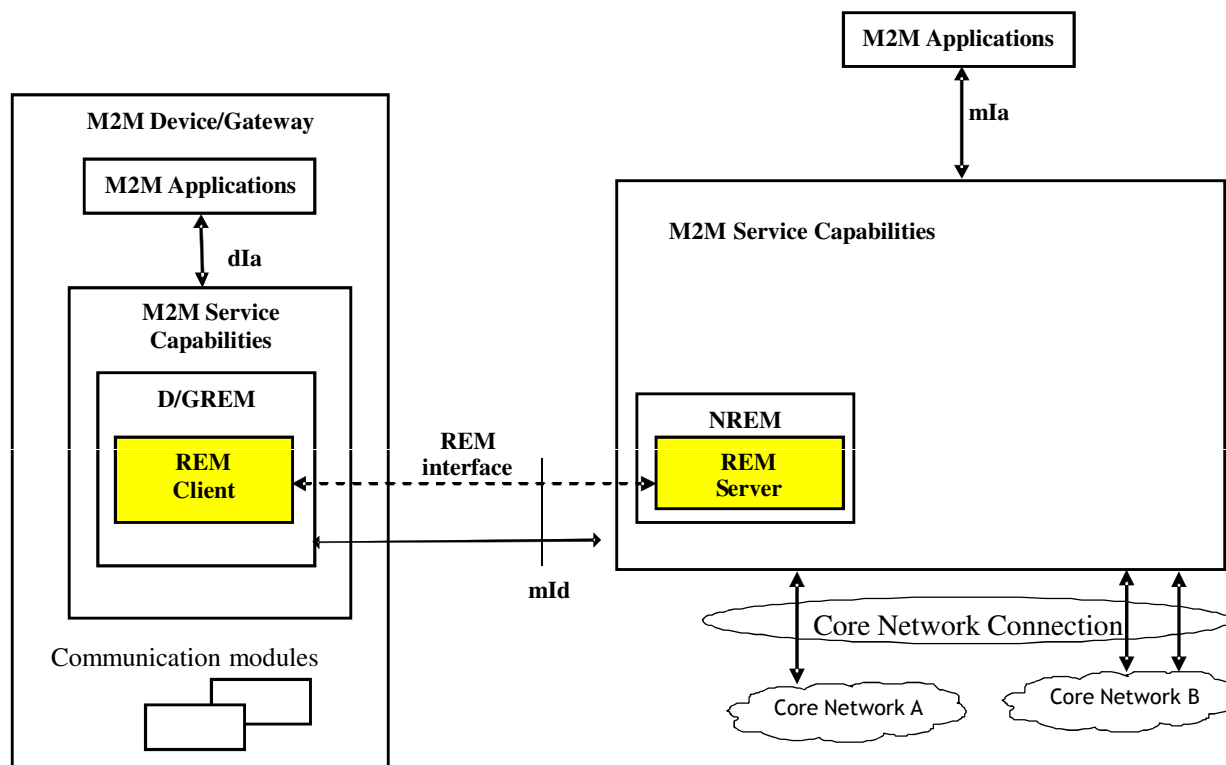 M2M Applications
mIa
M2M Device/Gateway
M2M Applications
dIa
M2M Service
Capabilities
D/GREM
REM
Client
REM
interface
mId
M2M Service Capabilities
NREM
REM
Server
Core Network Connection
Core Network A
Core Network B
Communication modules